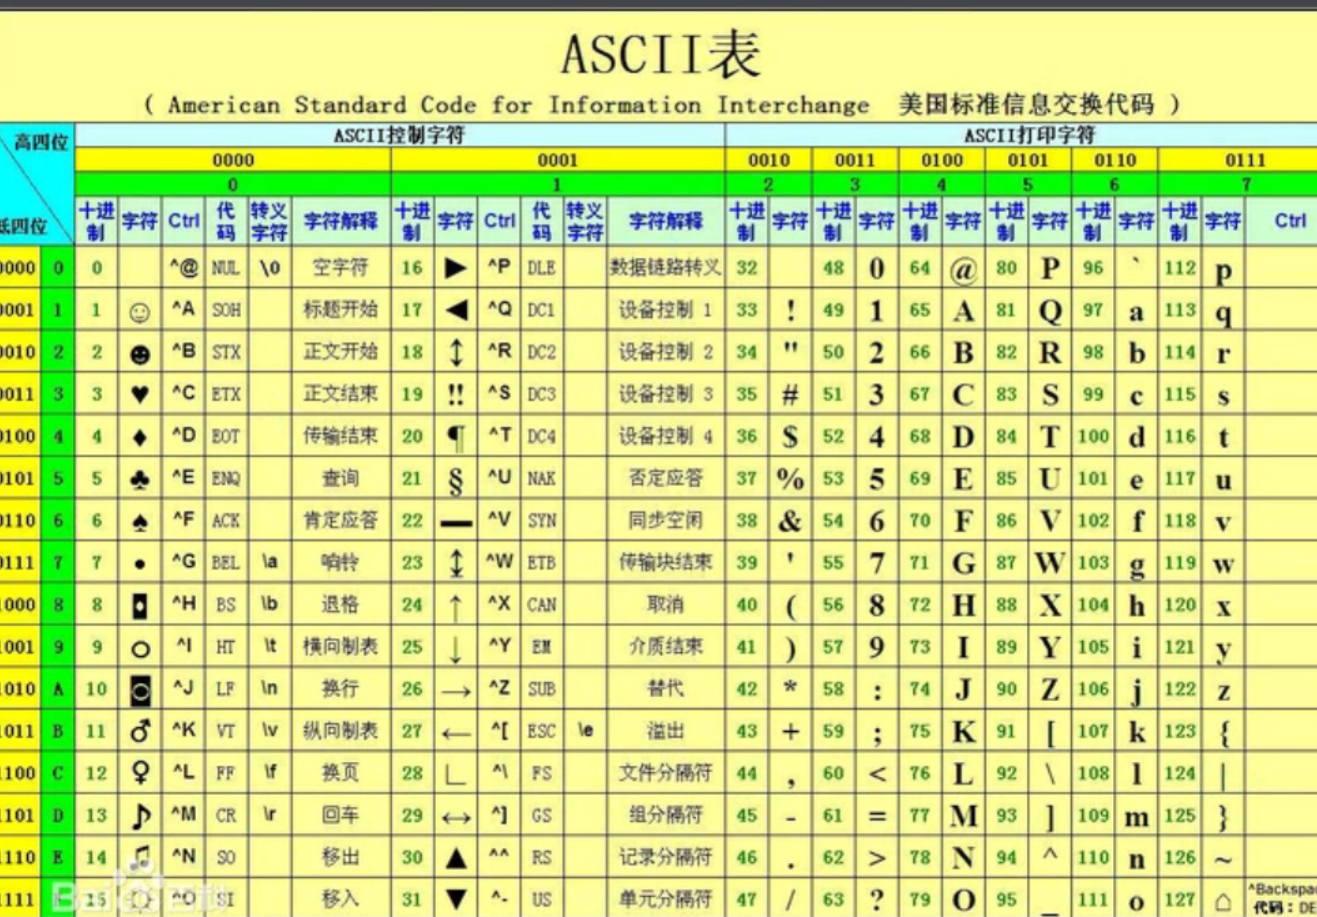 ASCII表
( American Standard Code for Information Interchange 美国标准信息交换代码 )
高四位 ASCII控制字符 ASCII打印字符
0000 0001 0010 0011 0100 0101 0110 0111
0 1 2 3 4 5 6 7
低四位 十进制 字符 Ctrl 代码 转义字符 字符解释 十进制 字符 Ctrl 代码 转义字符 字符解释 十进制 字符 十进制 字符 十进制 字符 十进制 字符 十进制 字符 十进制 字符 Ctrl
0000 0 0 ^@ NUL \0 空字符 16 ► ^P DLE 数据链路转义 32 48 0 64 @ 80 P 96 ` 112 p
0001 1 1 ☺ ^A SOH 标题开始 17 ◄ ^Q DC1 设备控制 1 33 ! 49 1 65 A 81 Q 97 a 113 q
0010 2 2 ☻ ^B STX 正文开始 18 ↕ ^R DC2 设备控制 2 34 " 50 2 66 B 82 R 98 b 114 r
0011 3 3 ♥ ^C ETX 正文结束 19 ‼ ^S DC3 设备控制 3 35 # 51 3 67 C 83 S 99 c 115 s
0100 4 4 ♦ ^D EOT 传输结束 20 ¶ ^T DC4 设备控制 4 36 $ 52 4 68 D 84 T 100 d 116 t
0101 5 5 ♣ ^E ENQ 查询 21 § ^U NAK 否定应答 37 % 53 5 69 E 85 U 101 e 117 u
0110 6 6 ♠ ^F ACK 肯定应答 22 ▬ ^V SYN 同步空闲 38 & 54 6 70 F 86 V 102 f 118 v
0111 7 7 • ^G BEL \a 响铃 23 ↨ ^W ETB 传输块结束 39 ' 55 7 71 G 87 W 103 g 119 w
1000 8 8 ◘ ^H BS \b 退格 24 ↑ ^X CAN 取消 40 ( 56 8 72 H 88 X 104 h 120 x
1001 9 9 ○ ^I HT \t 横向制表 25 ↓ ^Y EM 介质结束 41 ) 57 9 73 I 89 Y 105 i 121 y
1010 A 10 ◙ ^J LF \n 换行 26 → ^Z SUB 替代 42 * 58 : 74 J 90 Z 106 j 122 z
1011 B 11 ♂ ^K VT \v 纵向制表 27 ← ^[ ESC \e 溢出 43 + 59 ; 75 K 91 [ 107 k 123 {
1100 C 12 ♀ ^L FF \f 换页 28 ∟ ^\ FS 文件分隔符 44 , 60 < 76 L 92 \ 108 l 124 |
1101 D 13 ♪ ^M CR \r 回车 29 ↔ ^] GS 组分隔符 45 - 61 = 77 M 93 ] 109 m 125 }
1110 E 14 ♫ ^N SO 移出 30 ▲ ^^ RS 记录分隔符 46 . 62 > 78 N 94 ^ 110 n 126 ~
1111 15 ^O SI 移入 31 ▼ ^- US 单元分隔符 47 / 63 ? 79 O 95 _ 111 o 127 ⌂ ^Backspa
代码：DE
Bai 百科